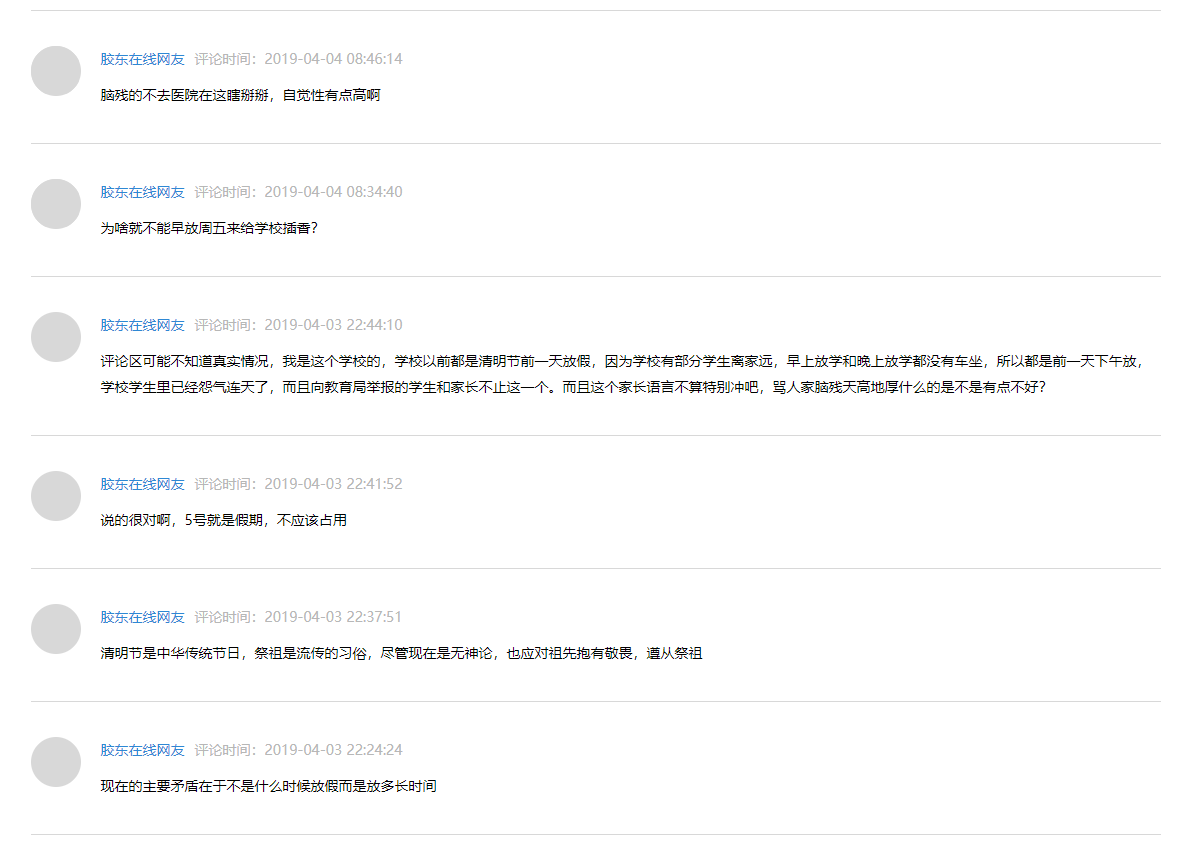 胶东在线网友 评论时间：2019-04-04 08:46:14
脑残的不去医院在这瞎掰掰，自觉性有点高啊
胶东在线网友 评论时间：2019-04-04 08:34:40
为啥就不能早放周五来给学校插香？
胶东在线网友 评论时间：2019-04-03 22:44:10
评论区可能不知道真实情况，我是这个学校的，学校以前都是清明节前一天放假，因为学校有部分学生离家远，早上放学和晚上放学都没有车坐，所以都是前一天下午放，
学校学生里已经怨气连天了，而且向教育局举报的学生和家长不止这一个。而且这个家长语言不算特别冲吧，骂人家脑残天高地厚什么的是不是有点不好？
胶东在线网友 评论时间：2019-04-03 22:41:52
说的很对啊，5号就是假期，不应该占用
胶东在线网友 评论时间：2019-04-03 22:37:51
清明节是中华传统节日，祭祖是流传的习俗，尽管现在是无神论，也应对祖先抱有敬畏，遵从祭祖
胶东在线网友 评论时间：2019-04-03 22:24:24
现在的主要矛盾在于不是什么时候放假而是放多长时间